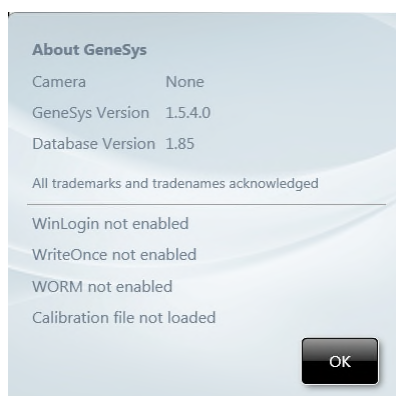 About GeneSys
Camera None
GeneSys Version 1.5.4.0
Database Version 1.85
All trademarks and tradenames acknowledged
WinLogin not enabled
WriteOnce not enabled
WORM not enabled
Calibration file not loaded
OK